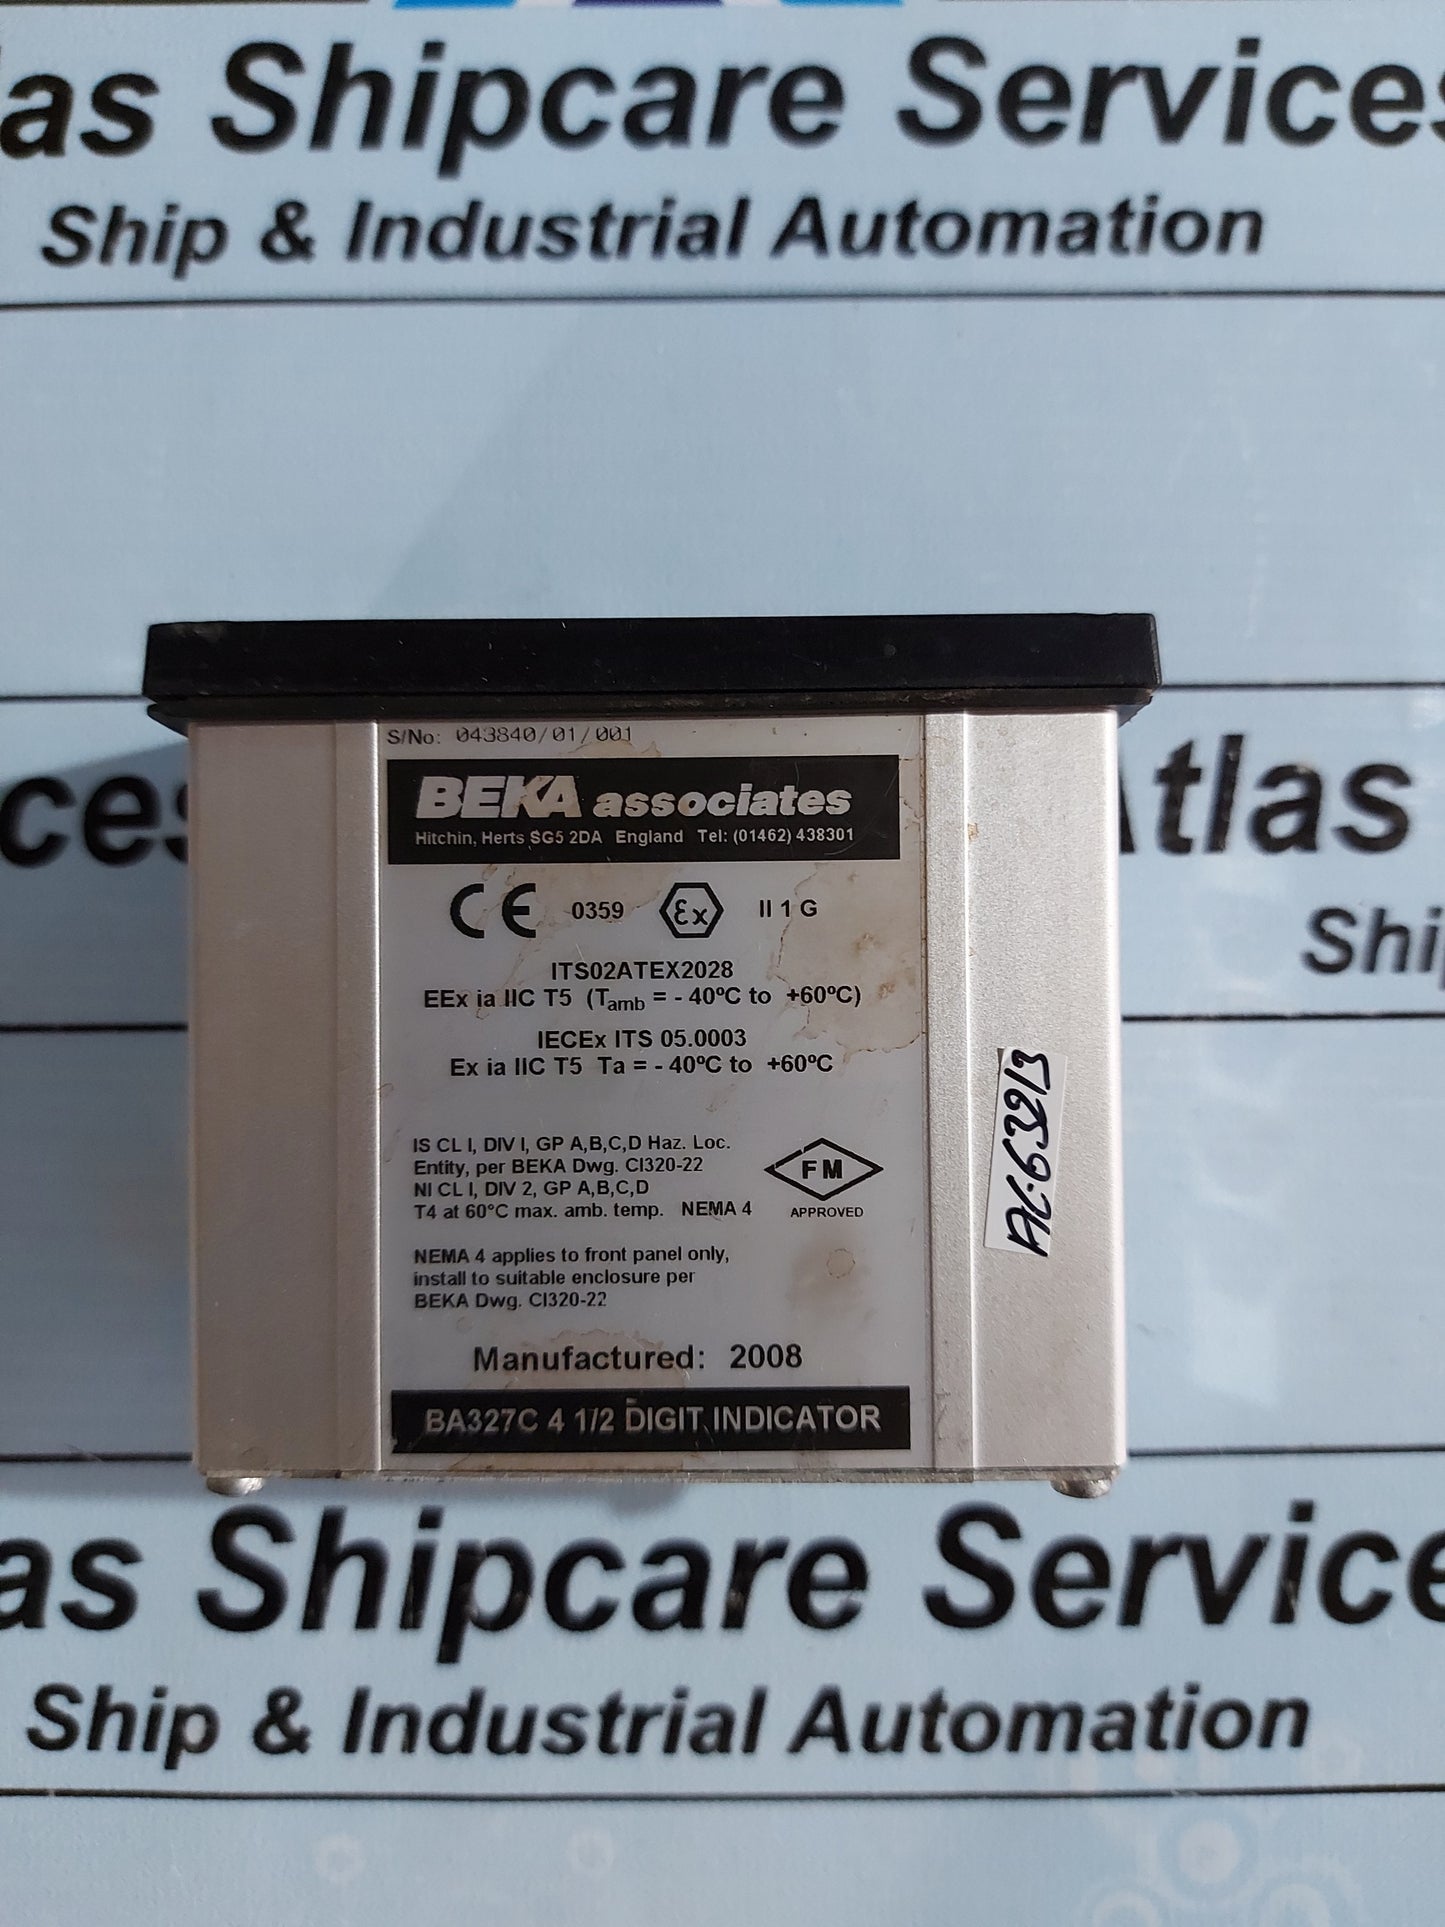 as Shipcare Services
Ship & Industrial Automation
S/No: 043840/01/001
BEKA associates
Hitchin, Herts SG5 2DA England Tel: (01462) 438301
CE 0359 Ex II 1 G
ITS02ATEX2028
EEx ia IIC T5 (Tamb = - 40ºC to +60ºC)
IECEx ITS 05.0003
Ex ia IIC T5 Ta = - 40ºC to +60ºC
IS CL I, DIV I, GP A,B,C,D Haz. Loc.
Entity, per BEKA Dwg. CI320-22
NI CL I, DIV 2, GP A,B,C,D
T4 at 60°C max. amb. temp. NEMA 4
FM
APPROVED
NEMA 4 applies to front panel only,
install to suitable enclosure per
BEKA Dwg. CI320-22
Manufactured: 2008
BA327C 4 1/2 DIGIT INDICATOR
AC-63213
ces
Atlas
Shi
as Shipcare Service
Ship & Industrial Automation